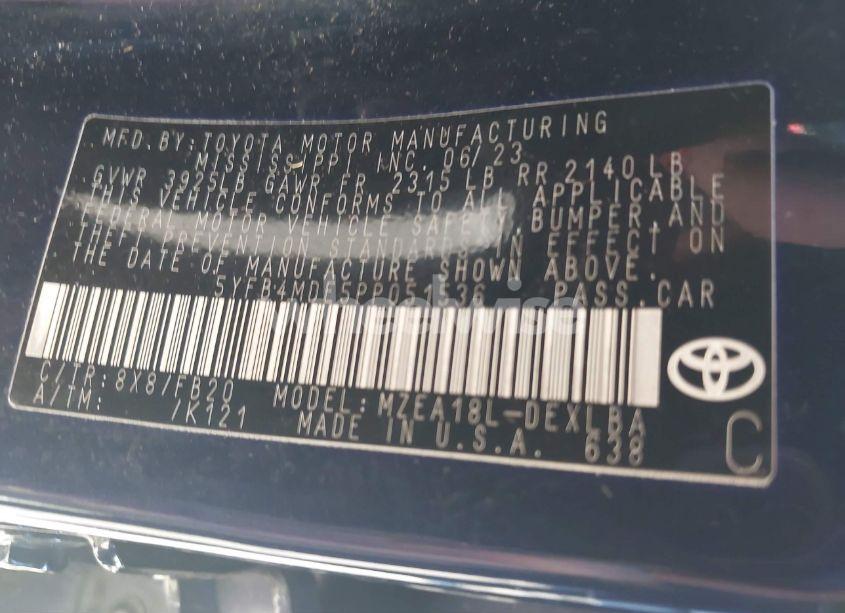 MFD. BY: TOYOTA MOTOR MANUFACTURING
MISSISSIPPI INC. 06/23
GVWR 3925LB GAWR FR 2315 LB RR 2140 LB
THIS VEHICLE CONFORMS TO ALL APPLICABLE
FEDERAL MOTOR VEHICLE SAFETY, BUMPER, AND
THEFT PREVENTION STANDARDS IN EFFECT ON
THE DATE OF MANUFACTURE SHOWN ABOVE.
PASS. CAR
wheelwise
C/TR: 8X8/FB20 MODEL: MZEA18L-DEXLBA
A/TM: /K121 MADE IN U.S.A. 638
C